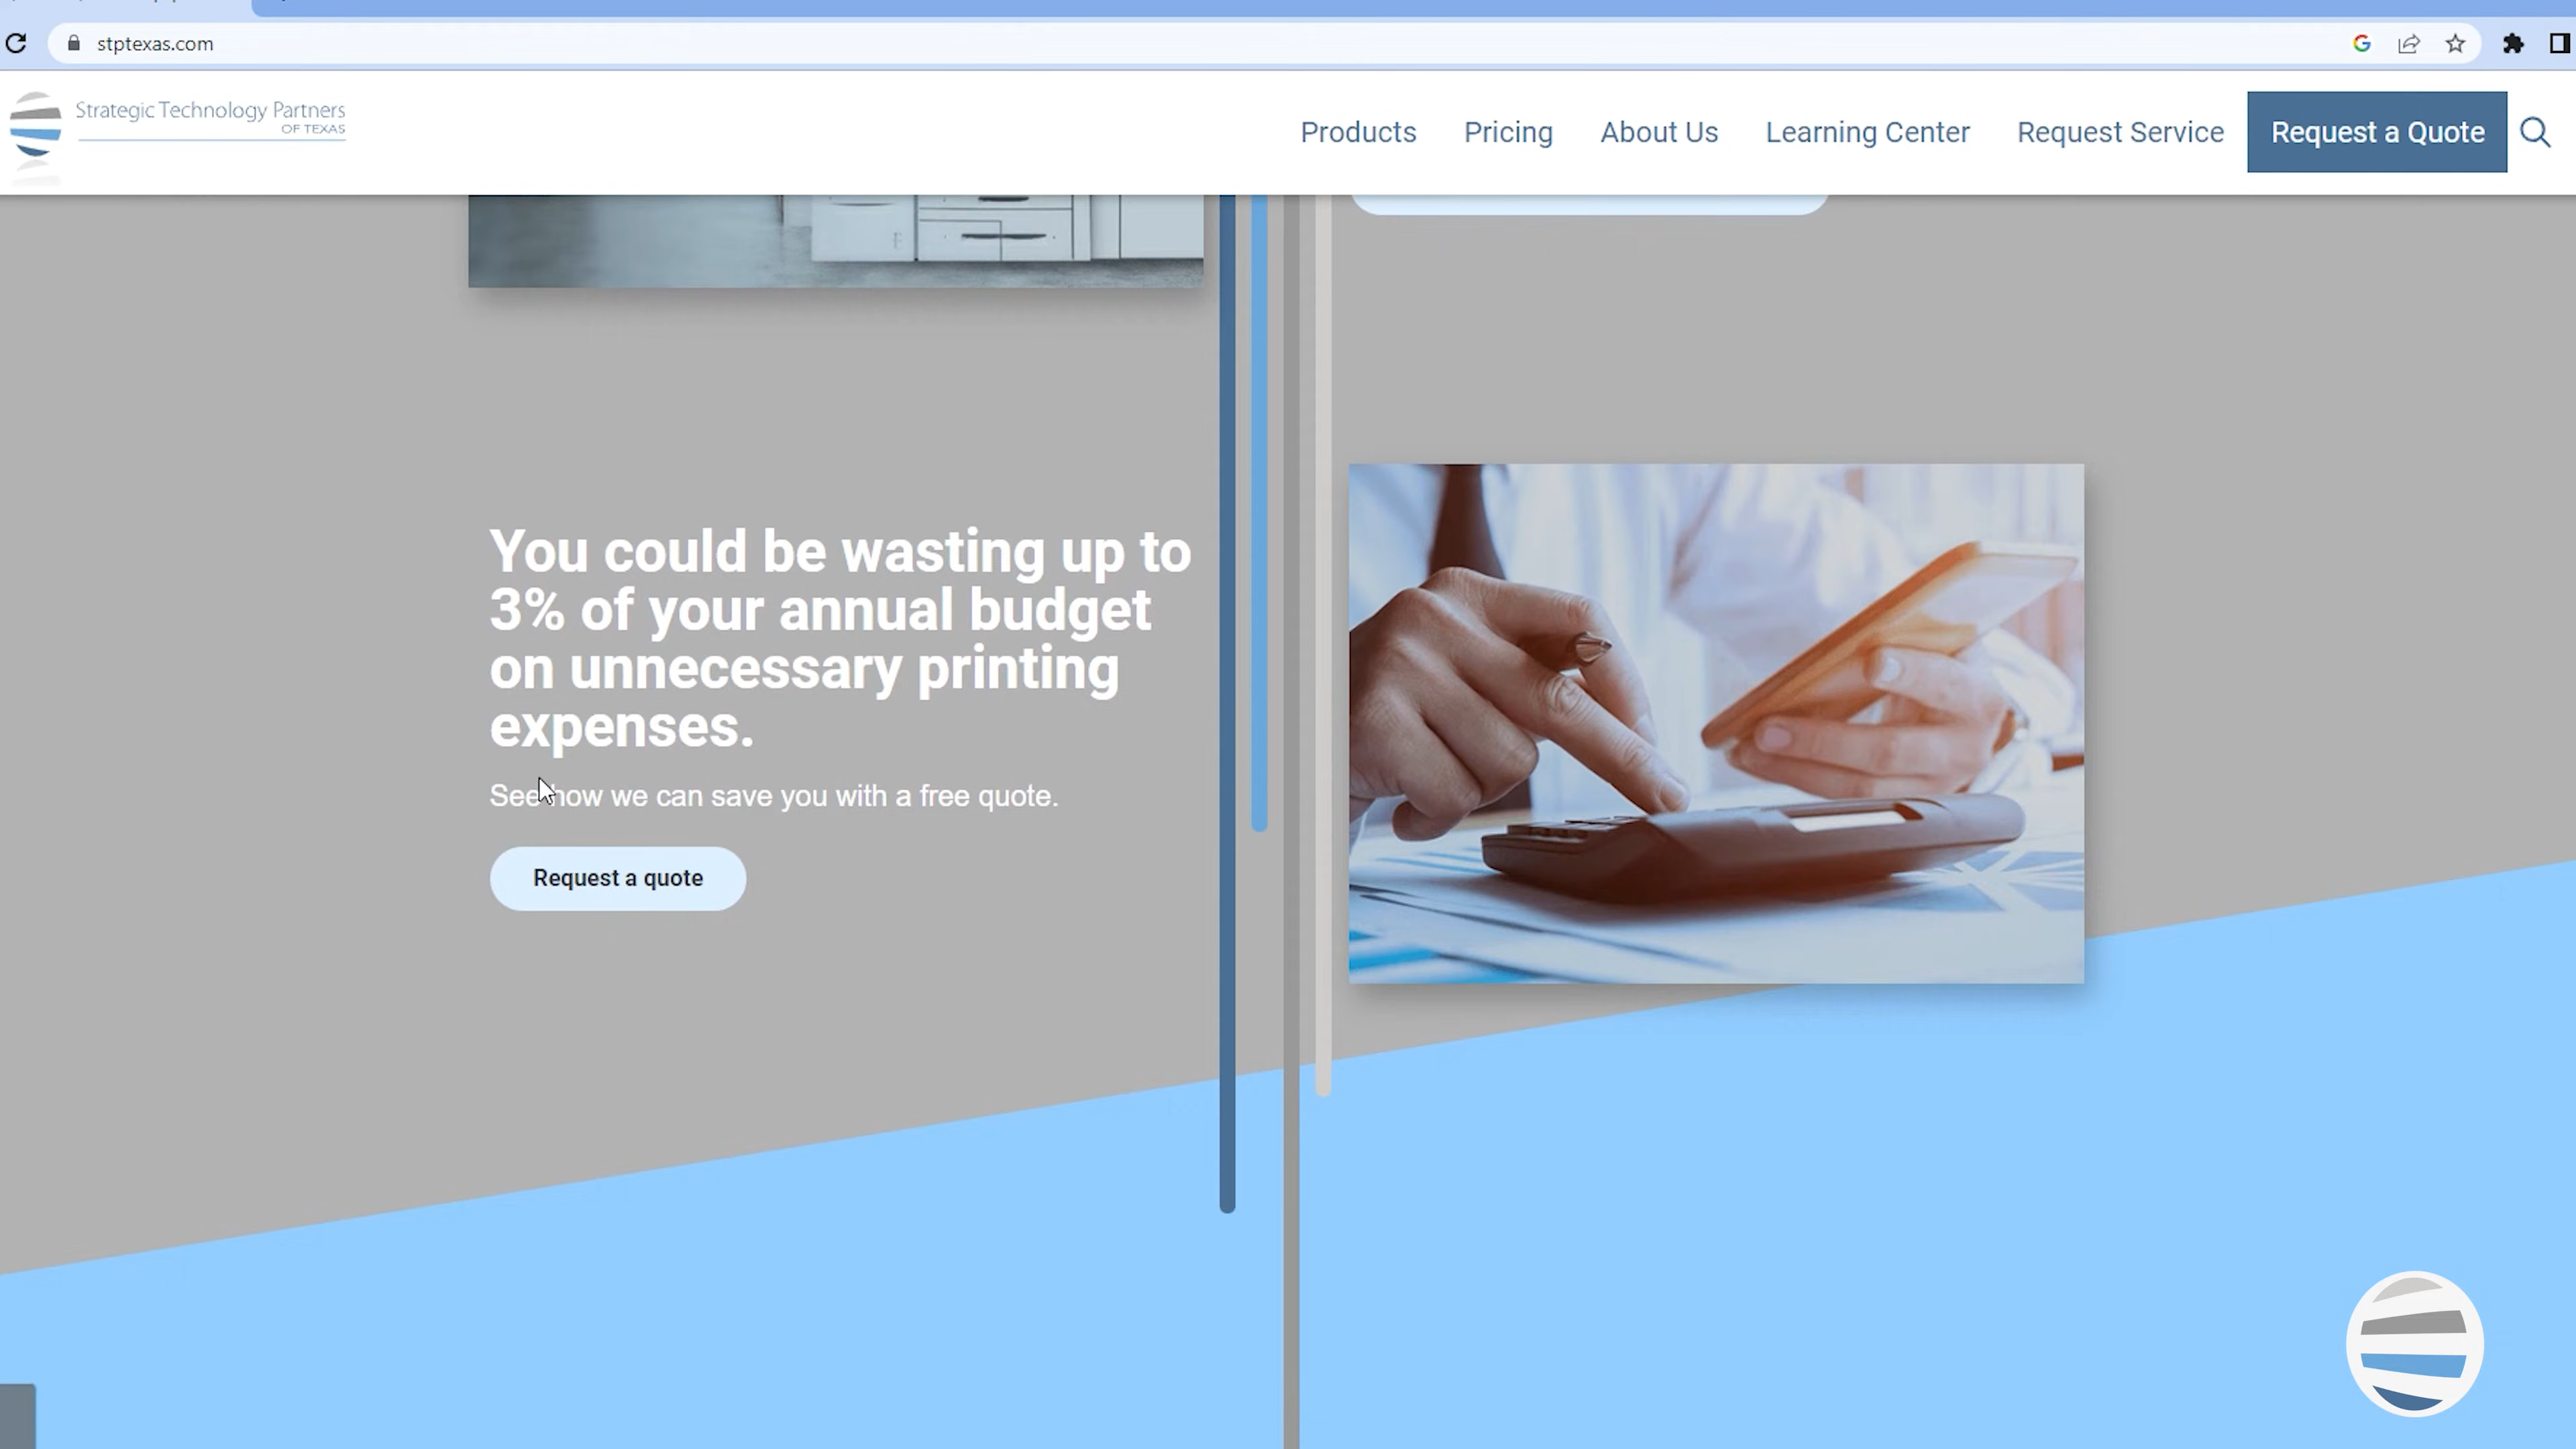 stptexas.com
Strategic Technology Partners
OF TEXAS
Products Pricing About Us Learning Center Request Service Request a Quote
You could be wasting up to
3% of your annual budget
on unnecessary printing
expenses.
See how we can save you with a free quote.
Request a quote